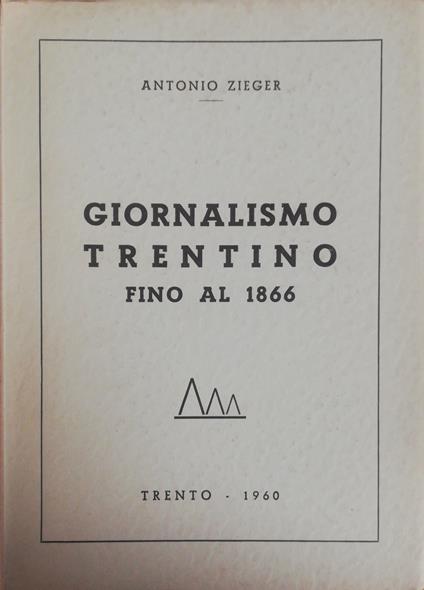 ANTONIO ZIEGER
GIORNALISMO
TRENTINO
FINO AL 1866
TRENTO - 1960